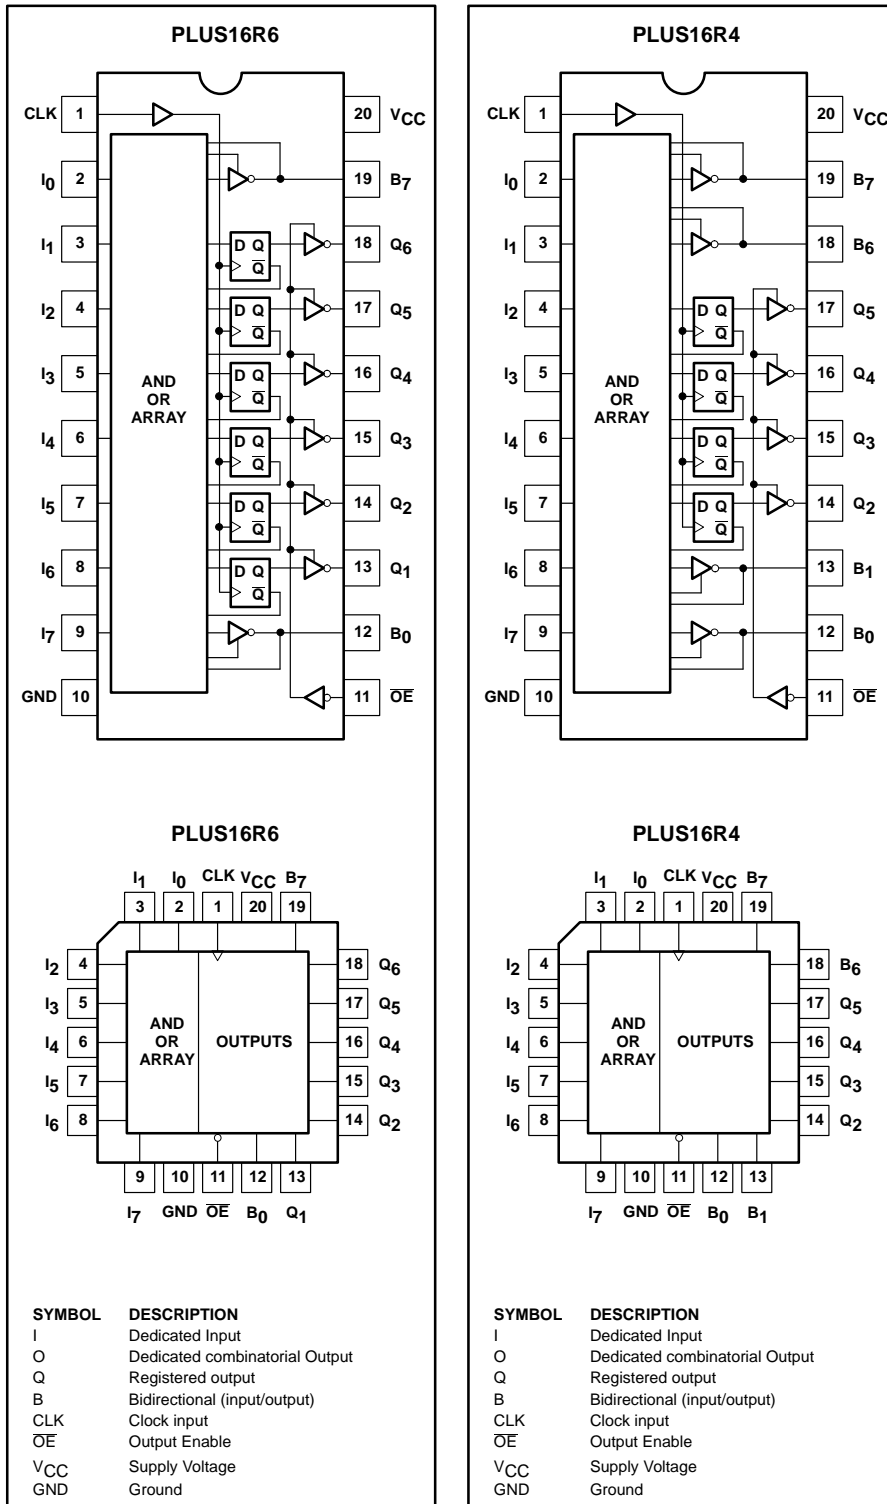 PLUS16R6
CLK 1 20 VCC
I0 2 19 B7
I1 3 D Q Q̅ 18 Q6
I2 4 D Q Q̅ 17 Q5
I3 5 D Q Q̅ 16 Q4
AND
OR
ARRAY
I4 6 D Q Q̅ 15 Q3
I5 7 D Q Q̅ 14 Q2
I6 8 D Q Q̅ 13 Q1
I7 9 12 B0
GND 10 11 O̅E̅
PLUS16R6
I1 I0 CLK VCC B7
3 2 1 20 19
I2 4 18 Q6
I3 5 17 Q5
I4 6 16 Q4
I5 7 15 Q3
I6 8 14 Q2
AND
OR
ARRAY
OUTPUTS
9 10 11 12 13
I7 GND O̅E̅ B0 Q1
SYMBOL DESCRIPTION
I Dedicated Input
O Dedicated combinatorial Output
Q Registered output
B Bidirectional (input/output)
CLK Clock input
O̅E̅ Output Enable
VCC Supply Voltage
GND Ground
PLUS16R4
CLK 1 20 VCC
I0 2 19 B7
I1 3 18 B6
I2 4 D Q Q̅ 17 Q5
I3 5 D Q Q̅ 16 Q4
AND
OR
ARRAY
I4 6 D Q Q̅ 15 Q3
I5 7 D Q Q̅ 14 Q2
I6 8 13 B1
I7 9 12 B0
GND 10 11 O̅E̅
PLUS16R4
I1 I0 CLK VCC B7
3 2 1 20 19
I2 4 18 B6
I3 5 17 Q5
I4 6 16 Q4
I5 7 15 Q3
I6 8 14 Q2
AND
OR
ARRAY
OUTPUTS
9 10 11 12 13
I7 GND O̅E̅ B0 B1
SYMBOL DESCRIPTION
I Dedicated Input
O Dedicated combinatorial Output
Q Registered output
B Bidirectional (input/output)
CLK Clock input
O̅E̅ Output Enable
VCC Supply Voltage
GND Ground